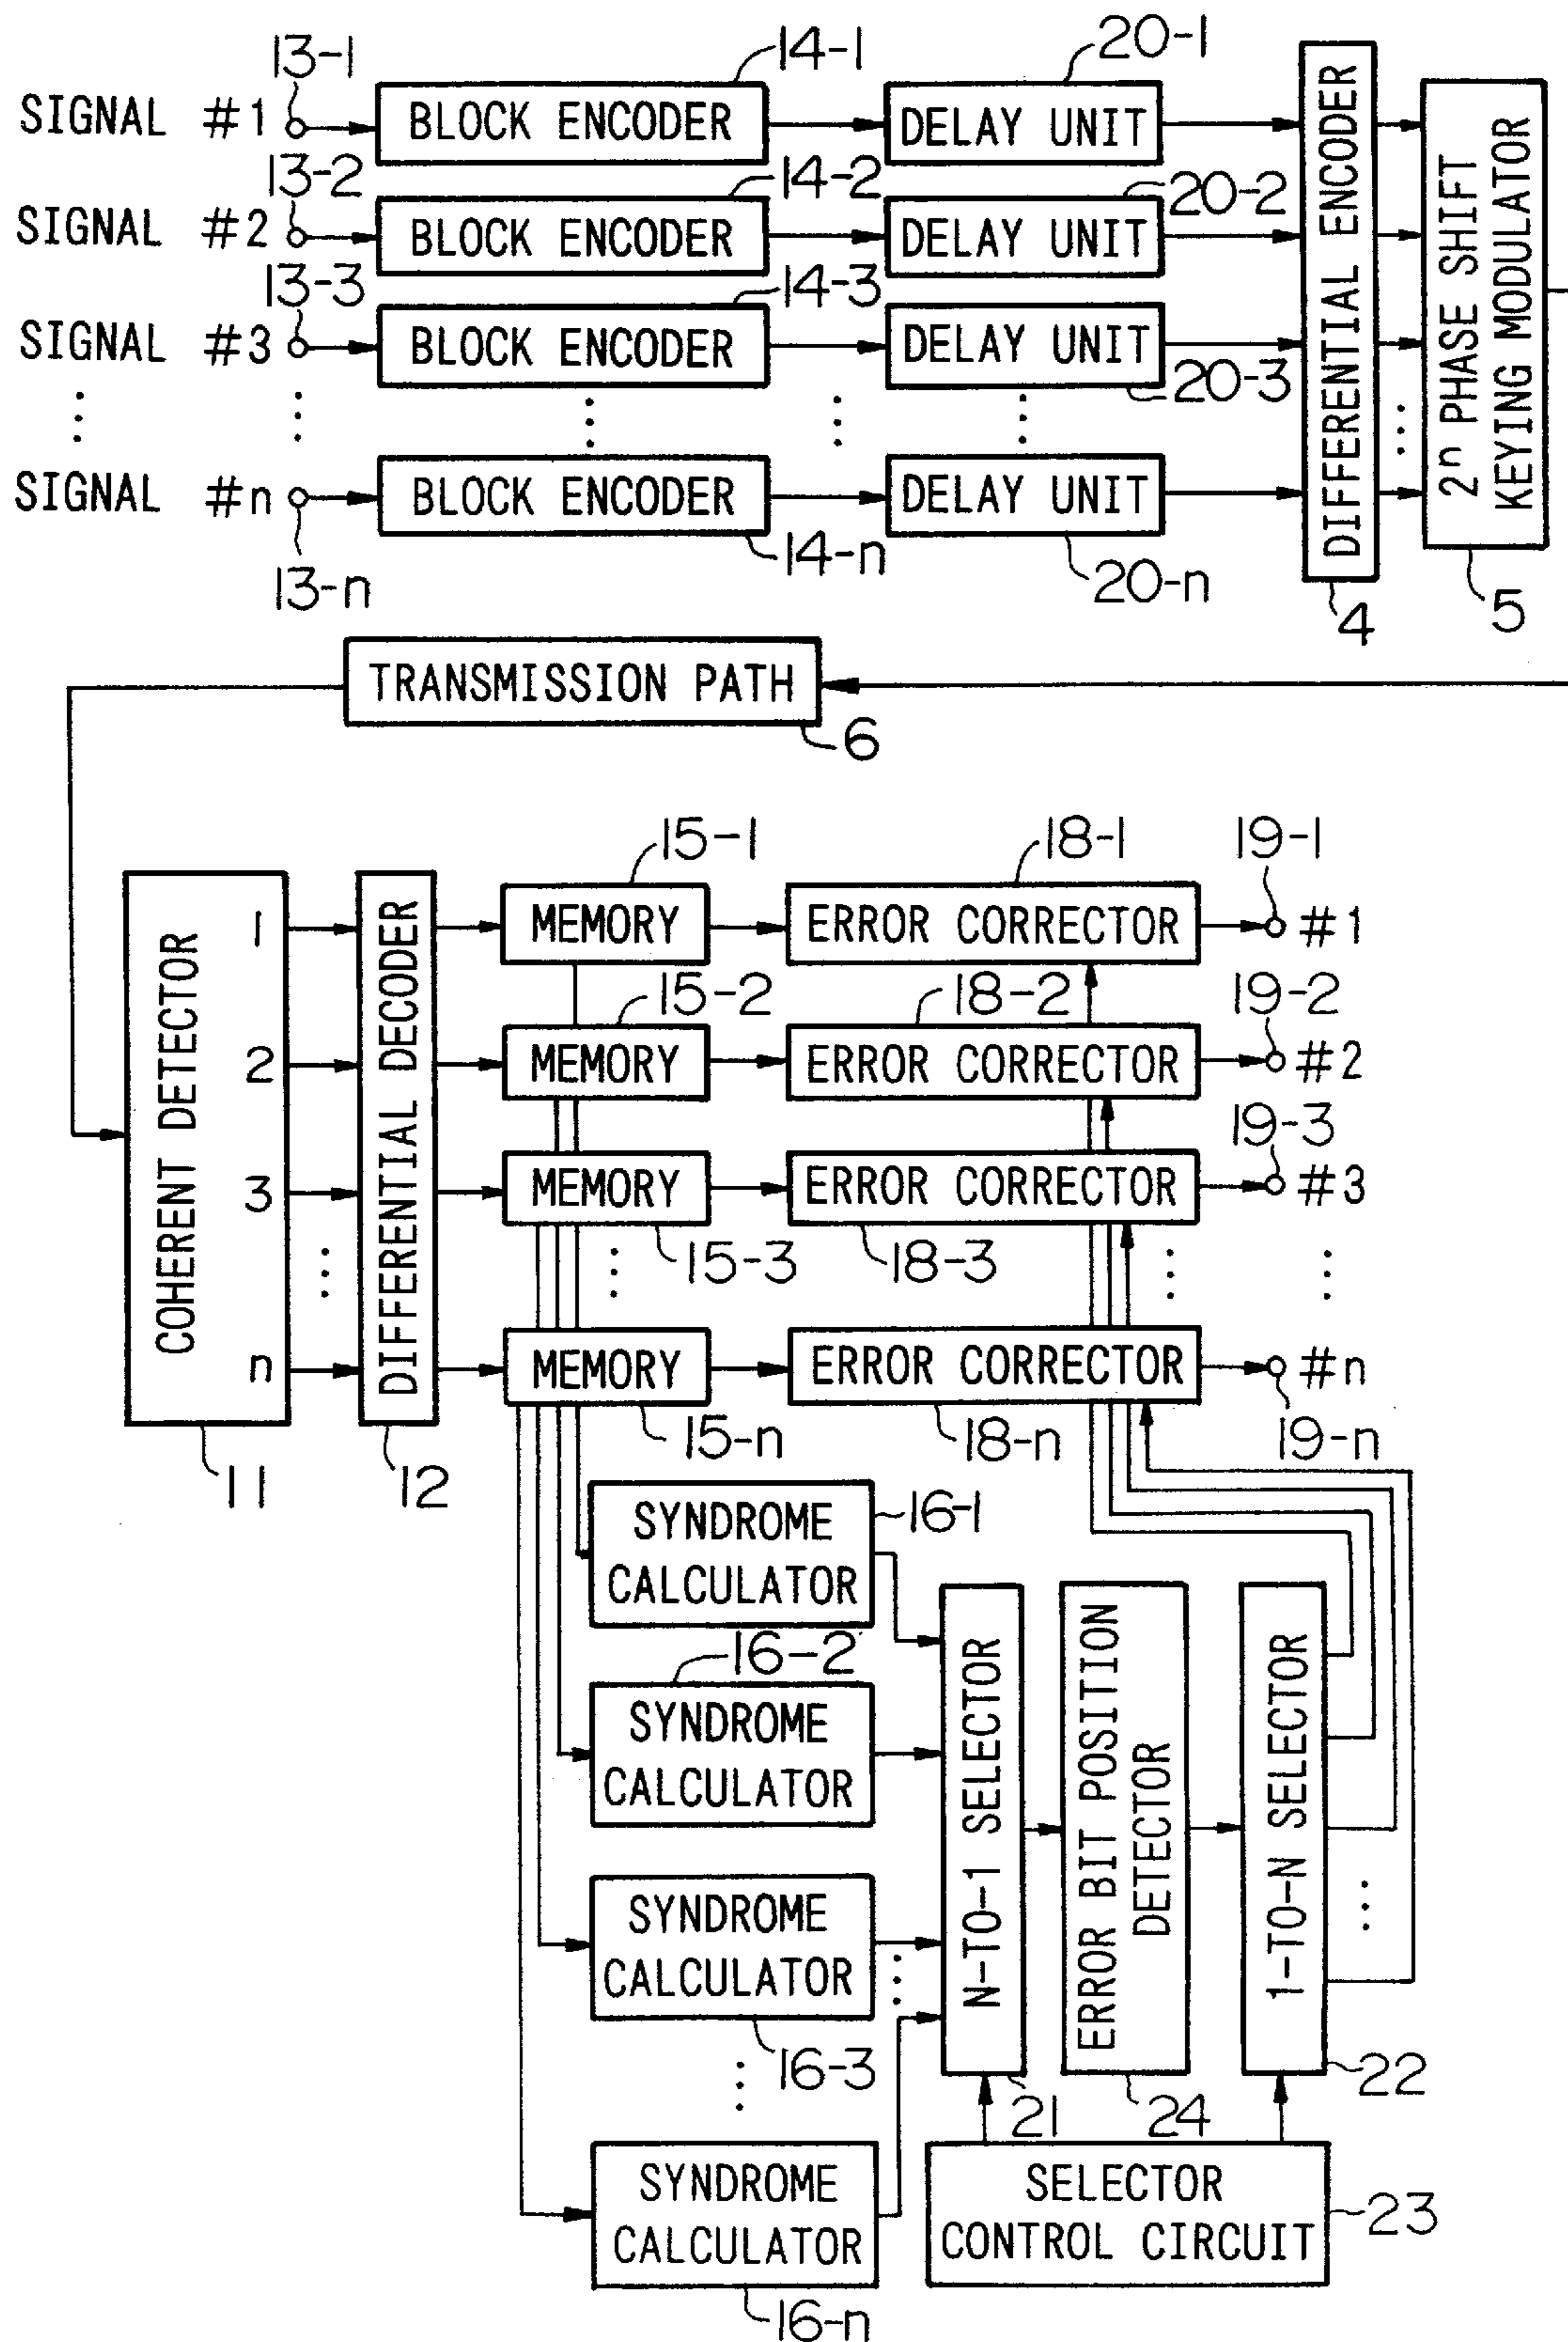 13-1
14-1
20-1
SIGNAL #1
BLOCK ENCODER
DELAY UNIT
13-2
14-2
20-2
SIGNAL #2
BLOCK ENCODER
DELAY UNIT
13-3
14-3
SIGNAL #3
BLOCK ENCODER
DELAY UNIT
20-3
SIGNAL #n
BLOCK ENCODER
DELAY UNIT
13-n
14-n
20-n
DIFFERENTIAL ENCODER
4
2n PHASE SHIFT
KEYING MODULATOR
5
TRANSMISSION PATH
6
COHERENT DETECTOR
1
2
3
n
11
DIFFERENTIAL DECODER
12
15-1
18-1
19-1
MEMORY
ERROR CORRECTOR
#1
15-2
18-2
19-2
MEMORY
ERROR CORRECTOR
#2
19-3
MEMORY
ERROR CORRECTOR
#3
15-3
18-3
MEMORY
ERROR CORRECTOR
#n
15-n
18-n
19-n
SYNDROME
CALCULATOR
16-1
16-2
SYNDROME
CALCULATOR
SYNDROME
CALCULATOR
16-3
SYNDROME
CALCULATOR
16-n
N-TO-1 SELECTOR
21
ERROR BIT POSITION
DETECTOR
24
1-TO-N SELECTOR
22
SELECTOR
CONTROL CIRCUIT
23